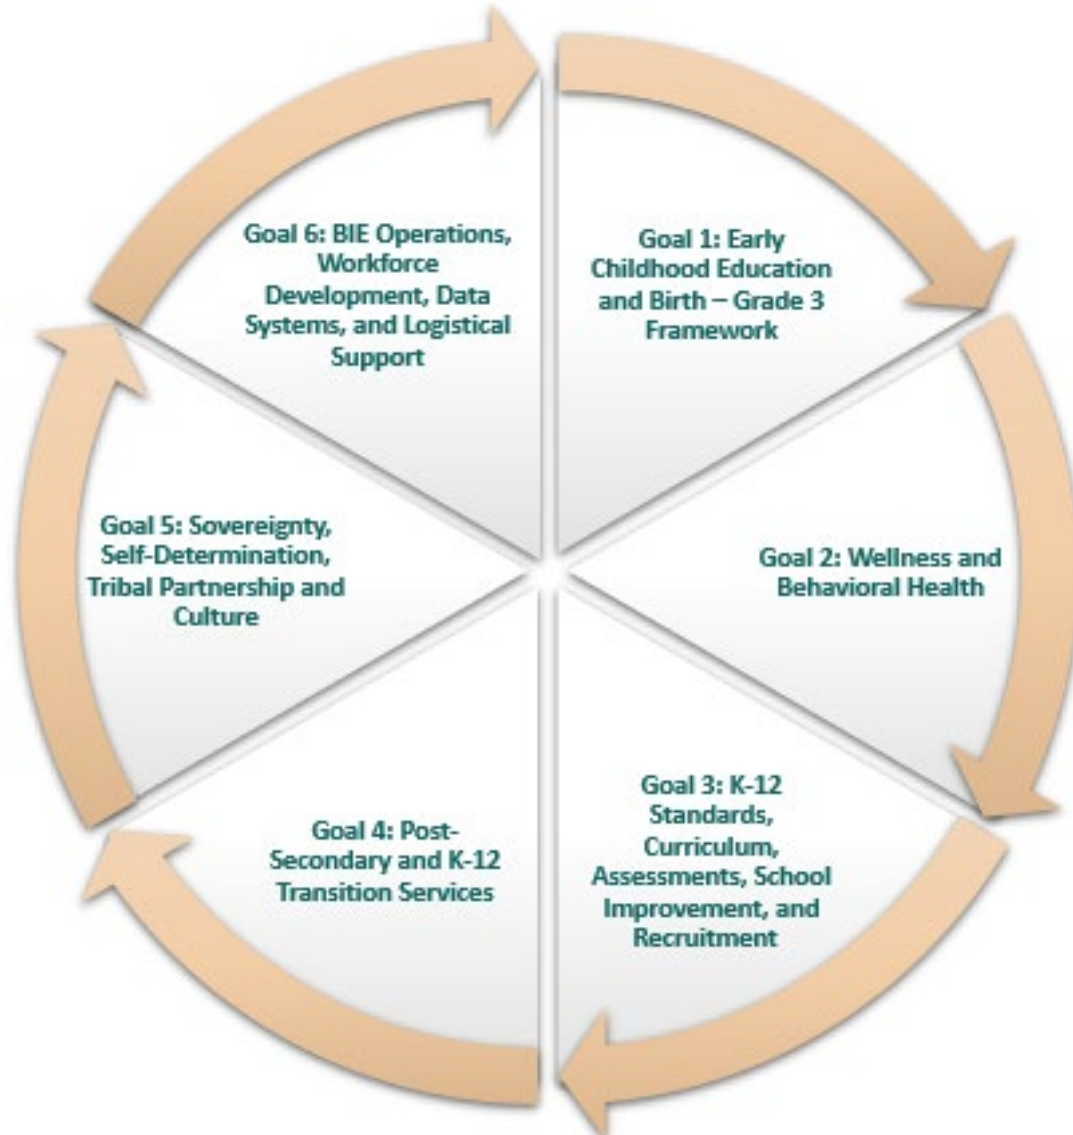 Goal 1: Early
Childhood Education
and Birth – Grade 3
Framework
Goal 2: Wellness and
Behavioral Health
Goal 3: K-12
Standards,
Curriculum,
Assessments, School
Improvement, and
Recruitment
Goal 4: Post-
Secondary and K-12
Transition Services
Goal 5: Sovereignty,
Self-Determination,
Tribal Partnership and
Culture
Goal 6: BIE Operations,
Workforce
Development, Data
Systems, and Logistical
Support